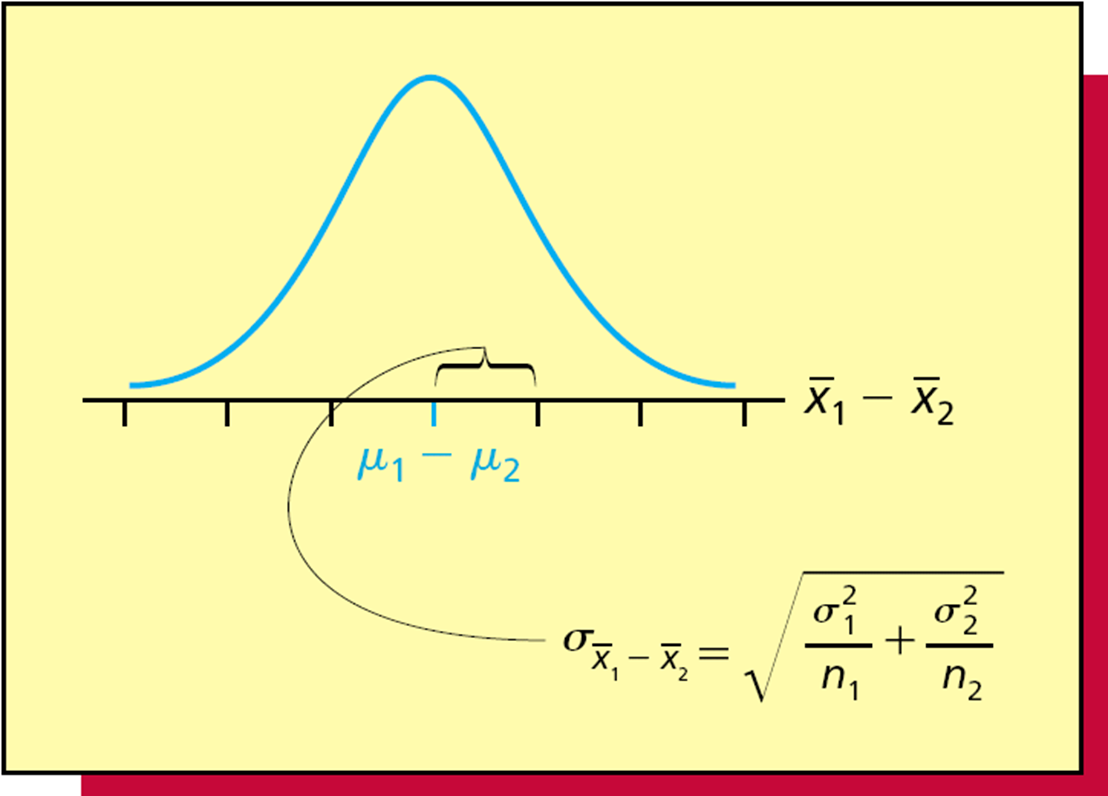 x̄₁ − x̄₂
μ₁ − μ₂
σ_{x̄₁ − x̄₂} = √(σ₁²/n₁ + σ₂²/n₂)